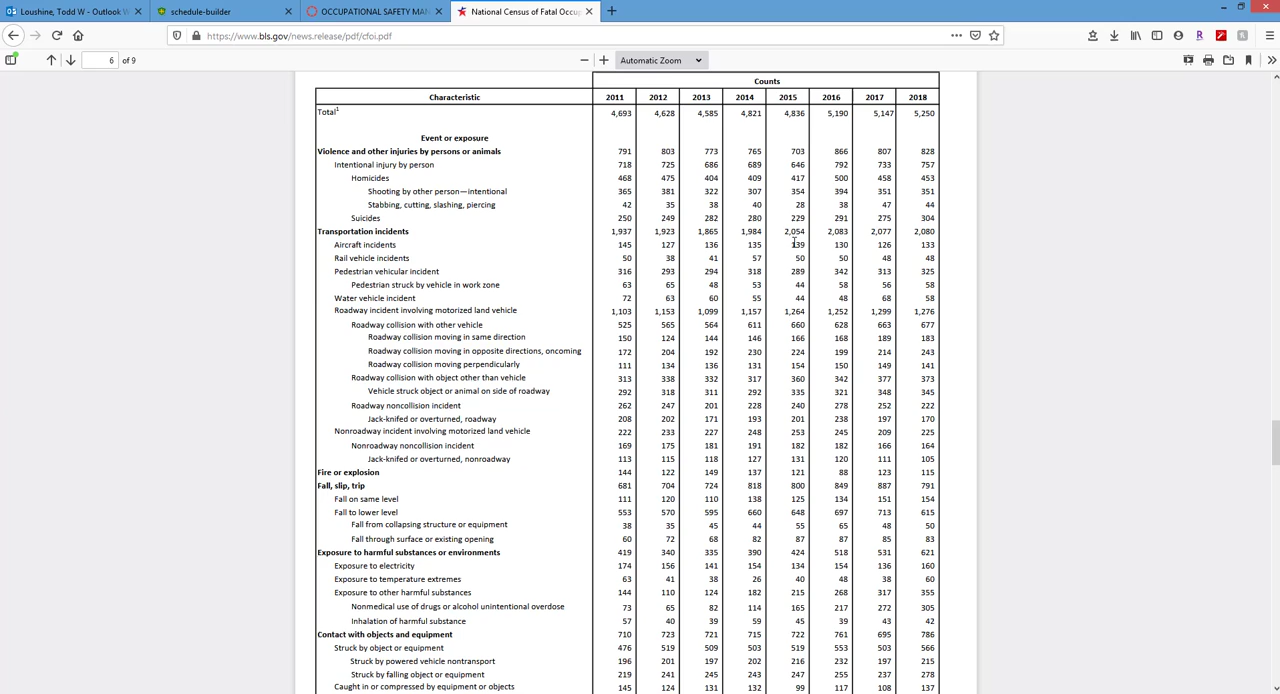 Loushine, Todd W - Outlook W
schedule-builder
OCCUPATIONAL SAFETY MAN
National Census of Fatal Occup
https://www.bls.gov/news.release/pdf/cfoi.pdf
6 of 9
Automatic Zoom
Counts
Characteristic 2011 2012 2013 2014 2015 2016 2017 2018
Total1 4,693 4,628 4,585 4,821 4,836 5,190 5,147 5,250
Event or exposure
Violence and other injuries by persons or animals 791 803 773 765 703 866 807 828
Intentional injury by person 718 725 686 689 646 792 733 757
Homicides 468 475 404 409 417 500 458 453
Shooting by other person—intentional 365 381 322 307 354 394 351 351
Stabbing, cutting, slashing, piercing 42 35 38 40 28 38 47 44
Suicides 250 249 282 280 229 291 275 304
Transportation incidents 1,937 1,923 1,865 1,984 2,054 2,083 2,077 2,080
Aircraft incidents 145 127 136 135 139 130 126 133
Rail vehicle incidents 50 38 41 57 50 50 48 48
Pedestrian vehicular incident 316 293 294 318 289 342 313 325
Pedestrian struck by vehicle in work zone 63 65 48 53 44 58 56 58
Water vehicle incident 72 63 60 55 44 48 68 58
Roadway incident involving motorized land vehicle 1,103 1,153 1,099 1,157 1,264 1,252 1,299 1,276
Roadway collision with other vehicle 525 565 564 611 660 628 663 677
Roadway collision moving in same direction 150 124 144 146 166 168 189 183
Roadway collision moving in opposite directions, oncoming 172 204 192 230 224 199 214 243
Roadway collision moving perpendicularly 111 134 136 131 154 150 149 141
Roadway collision with object other than vehicle 313 338 332 317 360 342 377 373
Vehicle struck object or animal on side of roadway 292 318 311 292 335 321 348 345
Roadway noncollision incident 262 247 201 228 240 278 252 222
Jack-knifed or overturned, roadway 208 202 171 193 201 238 197 170
Nonroadway incident involving motorized land vehicle 222 233 227 248 253 245 209 225
Nonroadway noncollision incident 169 175 181 191 182 182 166 164
Jack-knifed or overturned, nonroadway 113 115 118 127 131 120 111 105
Fire or explosion 144 122 149 137 121 88 123 115
Fall, slip, trip 681 704 724 818 800 849 887 791
Fall on same level 111 120 110 138 125 134 151 154
Fall to lower level 553 570 595 660 648 697 713 615
Fall from collapsing structure or equipment 38 35 45 44 55 65 48 50
Fall through surface or existing opening 60 72 68 82 87 87 85 83
Exposure to harmful substances or environments 419 340 335 390 424 518 531 621
Exposure to electricity 174 156 141 154 134 154 136 160
Exposure to temperature extremes 63 41 38 26 40 48 38 60
Exposure to other harmful substances 144 110 124 182 215 268 317 355
Nonmedical use of drugs or alcohol unintentional overdose 73 65 82 114 165 217 272 305
Inhalation of harmful substance 57 40 39 59 45 39 43 42
Contact with objects and equipment 710 723 721 715 722 761 695 786
Struck by object or equipment 476 519 509 503 519 553 503 566
Struck by powered vehicle nontransport 196 201 197 202 216 232 197 215
Struck by falling object or equipment 219 241 245 243 247 255 237 278
Caught in or compressed by equipment or objects 145 124 131 132 99 117 108 137